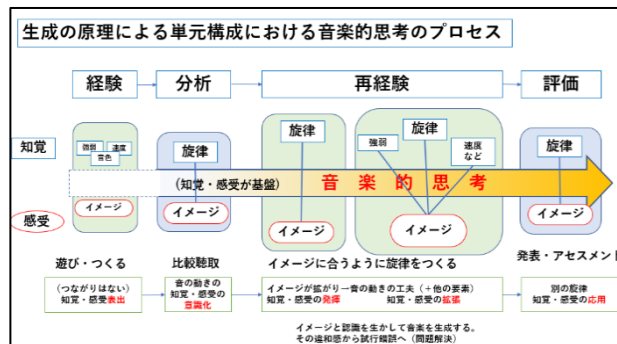 生成の原理による単元構成における音楽的思考のプロセス
経験
分析
再経験
評価
知覚
強弱
速度
音色
旋律
旋律
強弱
旋律
速度
など
旋律
(知覚・感受が基盤)
音楽的思考
感受
イメージ
イメージ
イメージ
イメージ
イメージ
遊び・つくる
比較聴取
イメージに合うように旋律をつくる
発表・アセスメント
(つながりはない)
知覚・感受表出
音の動きの
知覚・感受の
意識化
イメージが拡がり―音の動きの工夫(+他の要素)
知覚・感受の発揮
知覚・感受の拡張
別の旋律
知覚・感受の応用
イメージと認識を生かして音楽を生成する。
その違和感から試行錯誤へ(問題解決)